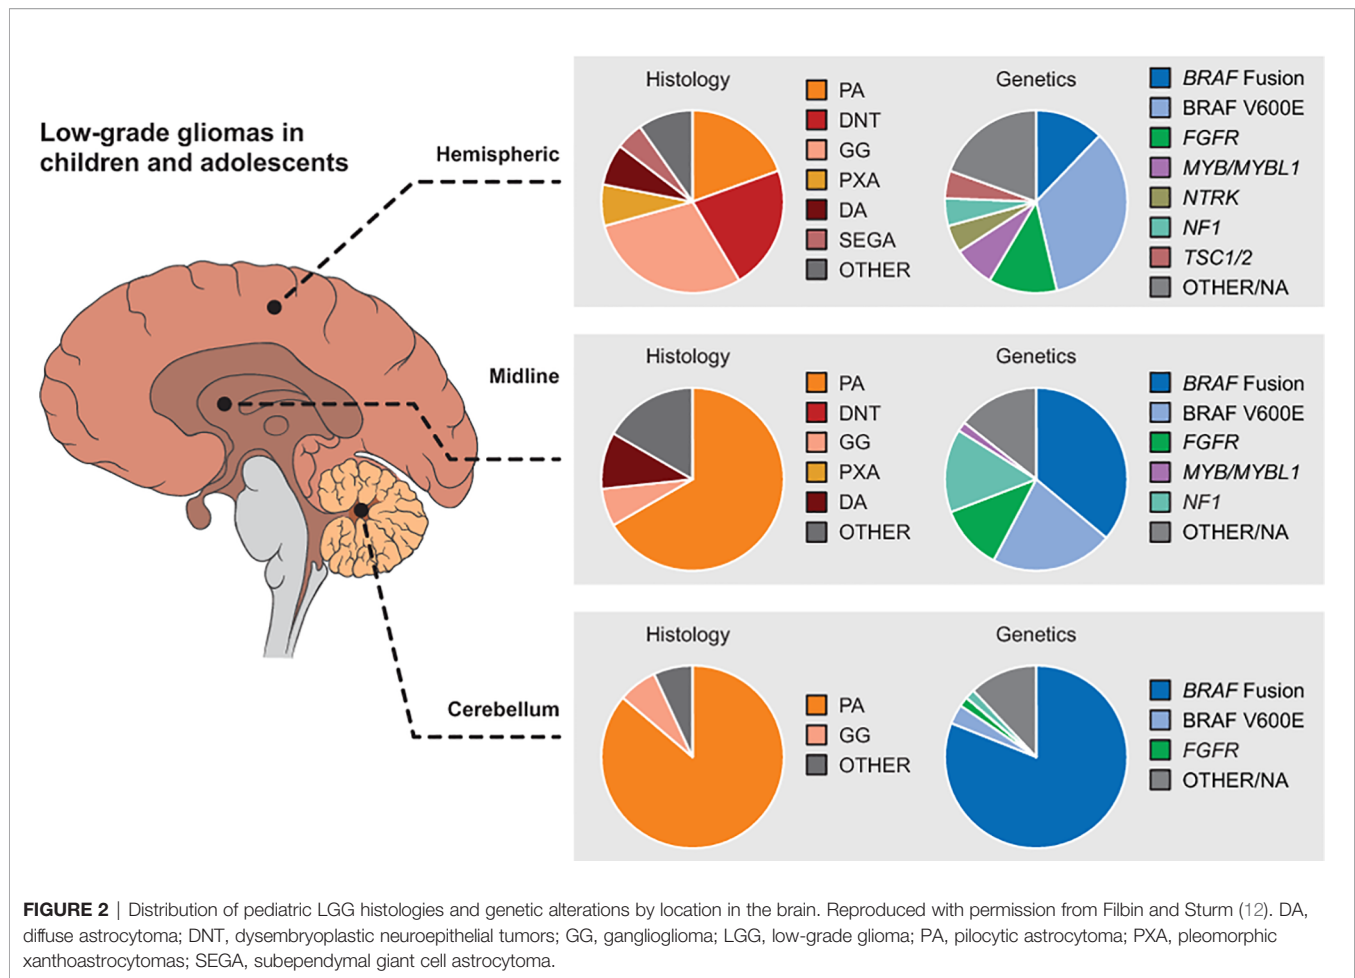 Low-grade gliomas in
children and adolescents
Hemispheric
Histology
PA
DNT
GG
PXA
DA
SEGA
OTHER
Genetics
BRAF Fusion
BRAF V600E
FGFR
MYB/MYBL1
NTRK
NF1
TSC1/2
OTHER/NA
Midline
Histology
PA
DNT
GG
PXA
DA
OTHER
Genetics
BRAF Fusion
BRAF V600E
FGFR
MYB/MYBL1
NF1
OTHER/NA
Cerebellum
Histology
PA
GG
OTHER
Genetics
BRAF Fusion
BRAF V600E
FGFR
OTHER/NA
FIGURE 2 | Distribution of pediatric LGG histologies and genetic alterations by location in the brain. Reproduced with permission from Filbin and Sturm (12). DA,
diffuse astrocytoma; DNT, dysembryoplastic neuroepithelial tumors; GG, ganglioglioma; LGG, low-grade glioma; PA, pilocytic astrocytoma; PXA, pleomorphic
xanthoastrocytomas; SEGA, subependymal giant cell astrocytoma.